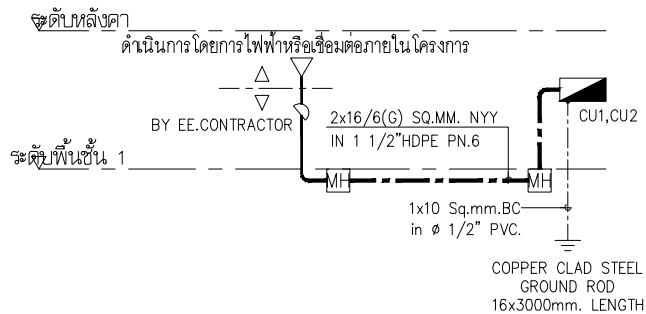 ระดับหลังคา
ดำเนินการโดยการไฟฟ้าหรือเชื่อมต่อภายในโครงการ
BY EE.CONTRACTOR
2x16/6(G) SQ.MM. NYY
IN 1 1/2"HDPE PN.6
CU1,CU2
ระดับพื้นชั้น 1
MH
MH
1x10 Sq.mm.BC
in ø 1/2" PVC.
COPPER CLAD STEEL
GROUND ROD
16x3000mm. LENGTH